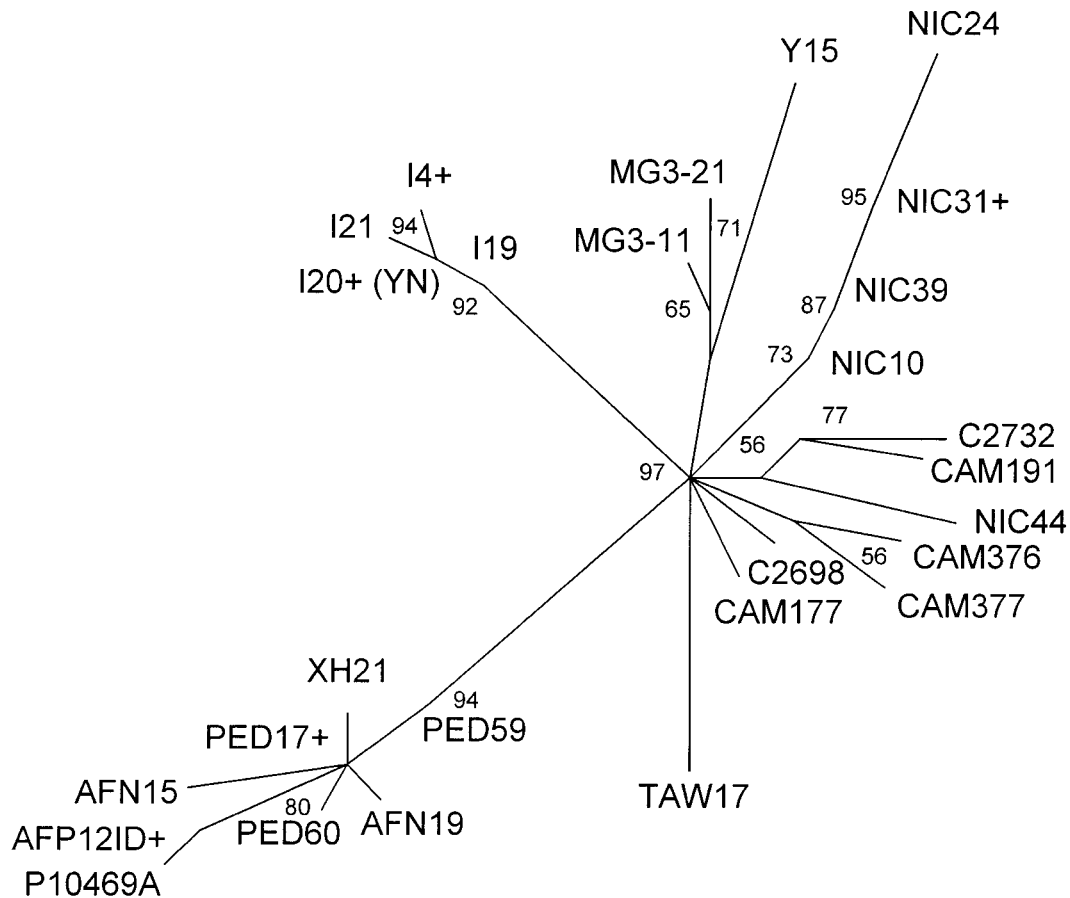 NIC24
Y15
I4+
MG3-21
I21
94
71
95
NIC31+
I19
MG3-11
I20+ (YN)
92
65
87
NIC39
73
NIC10
77
56
C2732
97
CAM191
NIC44
CAM376
56
C2698
CAM377
CAM177
XH21
94
PED59
PED17+
AFN15
TAW17
80
AFN19
PED60
AFP12ID+
P10469A